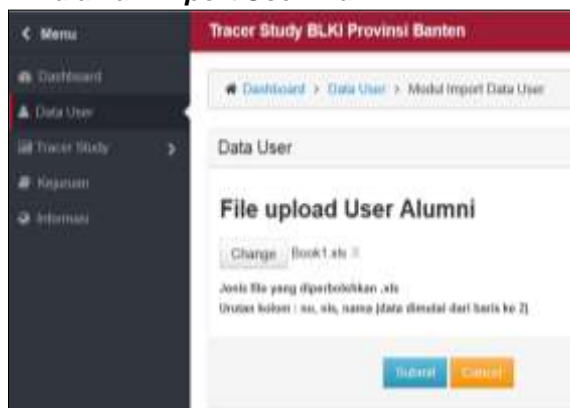 Menu
Tracer Study BLKI Provinsi Banten
Dashboard
Dashboard > Data User > Modul Import Data User
Data User
Tracer Study
Data User
Kejuruan
Informasi
File upload User Alumni
Change Book1.xls
Jenis file yang diperbolehkan .xls
Urutan kolom : no, nis, nama (data dimulai dari baris ke 2)
Submit Cancel